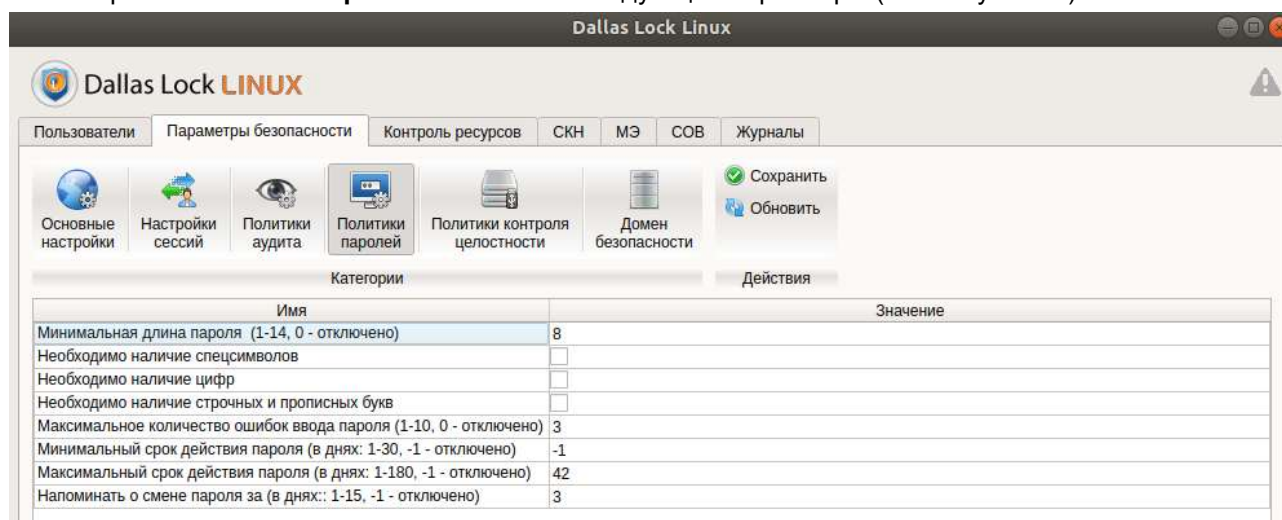 Dallas Lock Linux
Dallas Lock LINUX
Пользователи Параметры безопасности Контроль ресурсов СКН МЭ СОВ Журналы
Основные настройки
Настройки сессий
Политики аудита
Политики паролей
Политики контроля целостности
Домен безопасности
Сохранить
Обновить
Категории Действия
Имя Значение
Минимальная длина пароля (1-14, 0 - отключено) 8
Необходимо наличие спецсимволов
Необходимо наличие цифр
Необходимо наличие строчных и прописных букв
Максимальное количество ошибок ввода пароля (1-10, 0 - отключено) 3
Минимальный срок действия пароля (в днях: 1-30, -1 - отключено) -1
Максимальный срок действия пароля (в днях: 1-180, -1 - отключено) 42
Напоминать о смене пароля за (в днях:: 1-15, -1 - отключено) 3